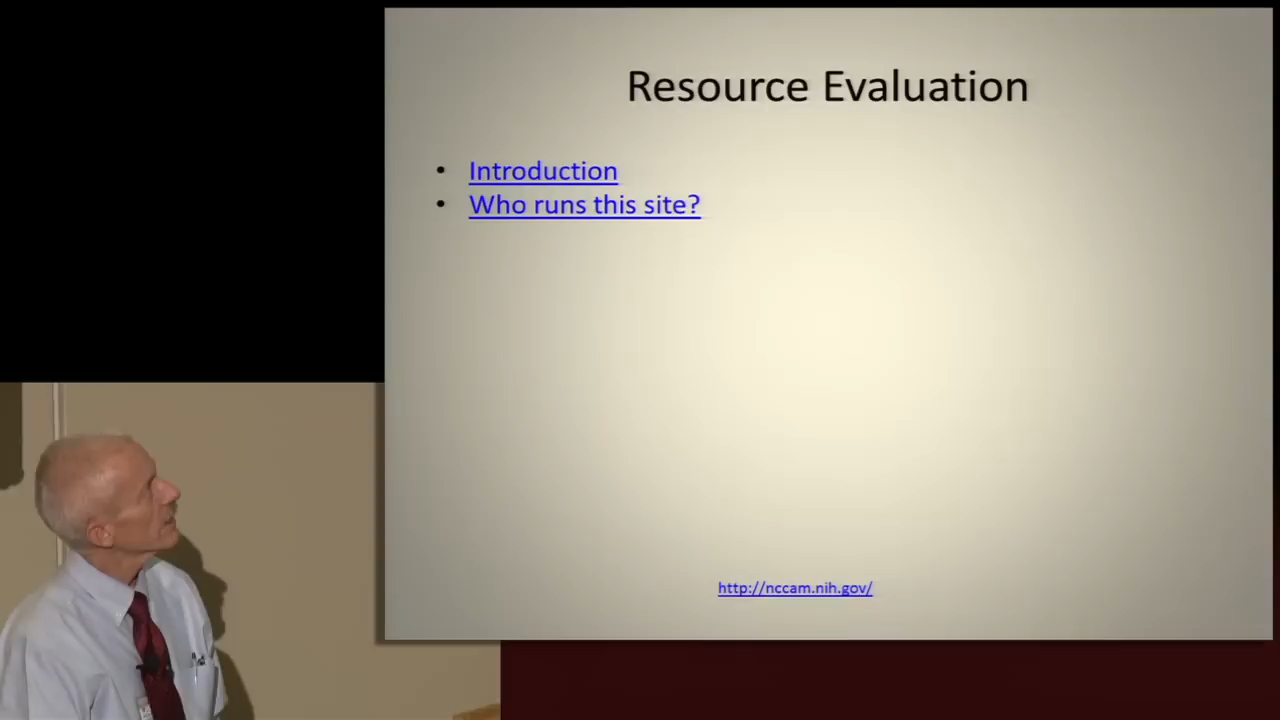 Resource Evaluation
• Introduction
• Who runs this site?
http://nccam.nih.gov/